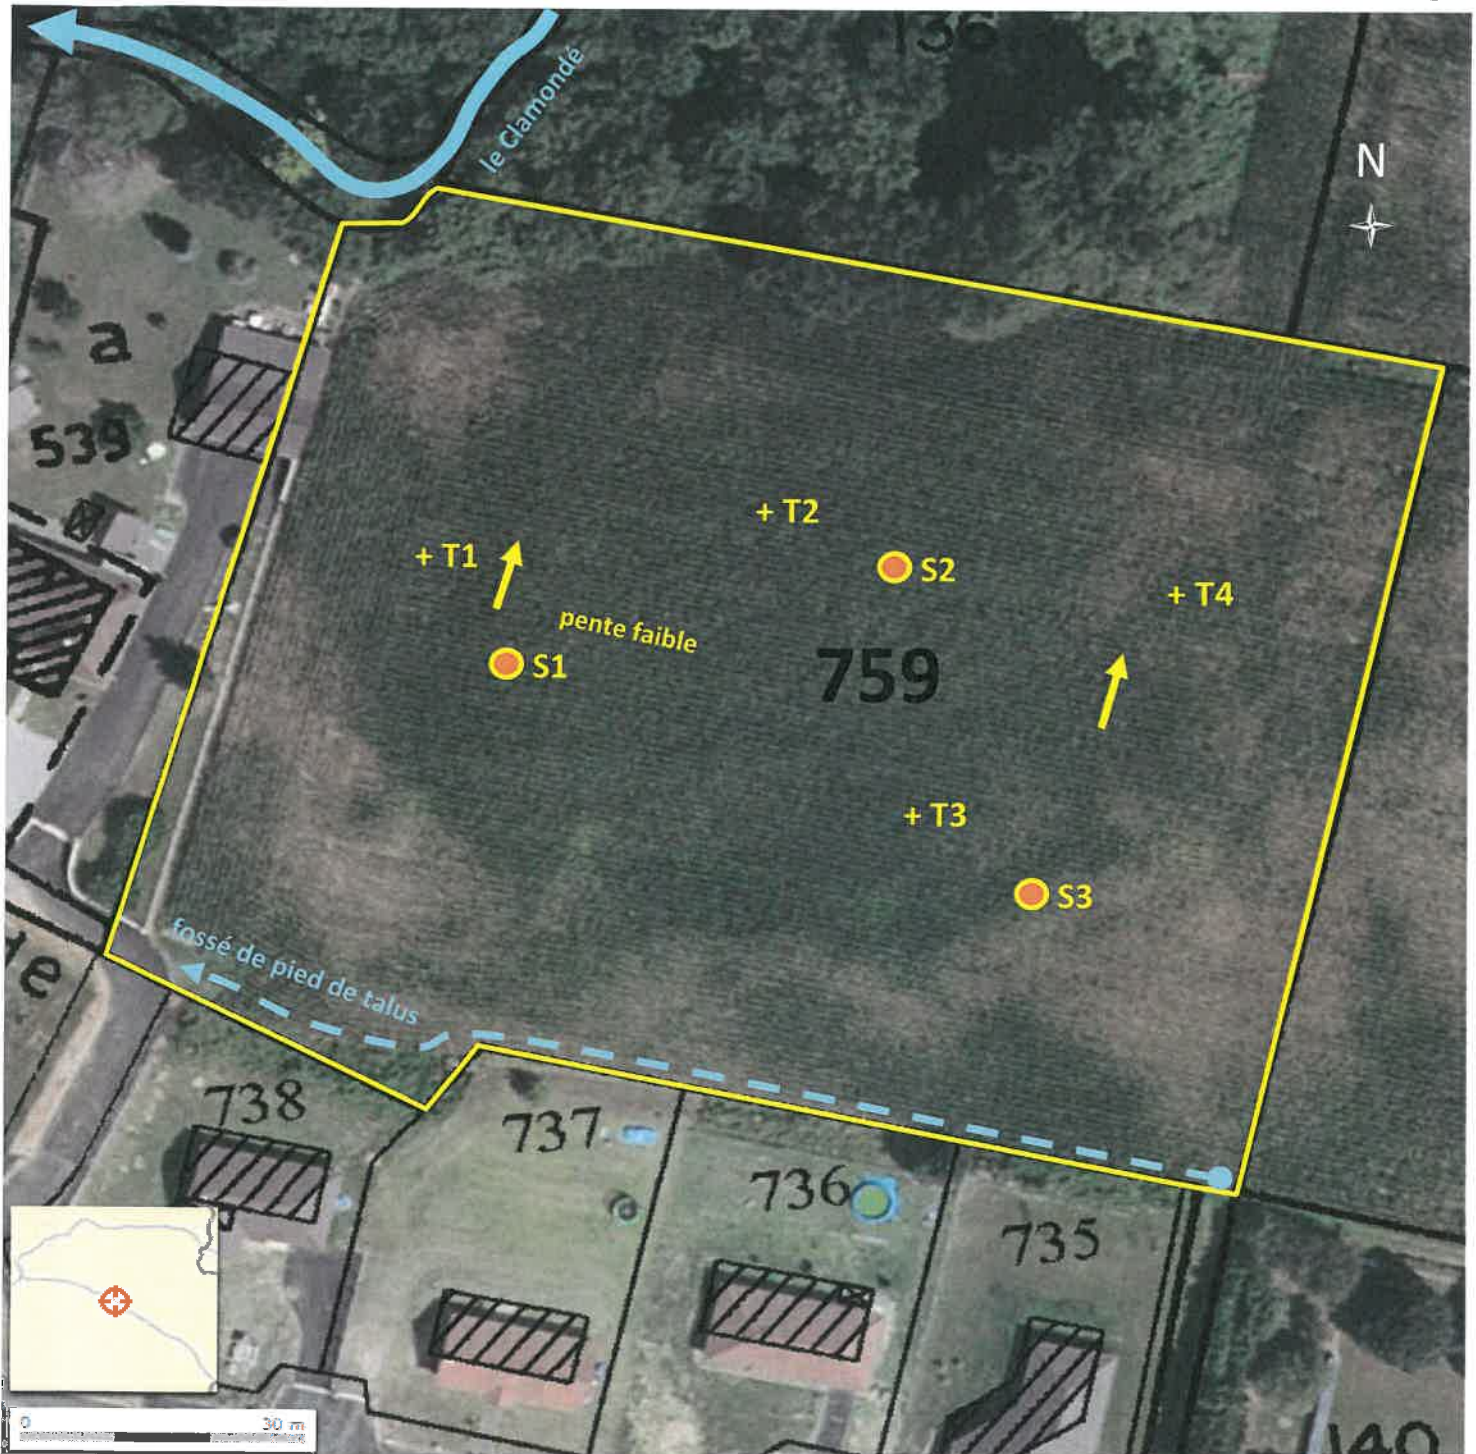 le Clamondé
N
a
539
+ T2
+ T1
S2
+ T4
pente faible
S1
759
+ T3
S3
fossé de pied de talus
738
737
736
735
0 30 m